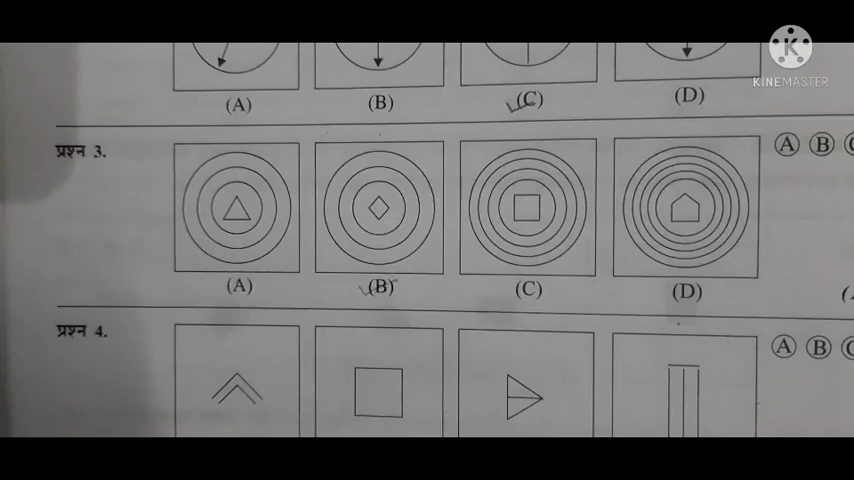 KINEMASTER
(A) (B) (C) (D)
प्रश्न 3. A B C
(A) (B) (C) (D)
प्रश्न 4. A B C